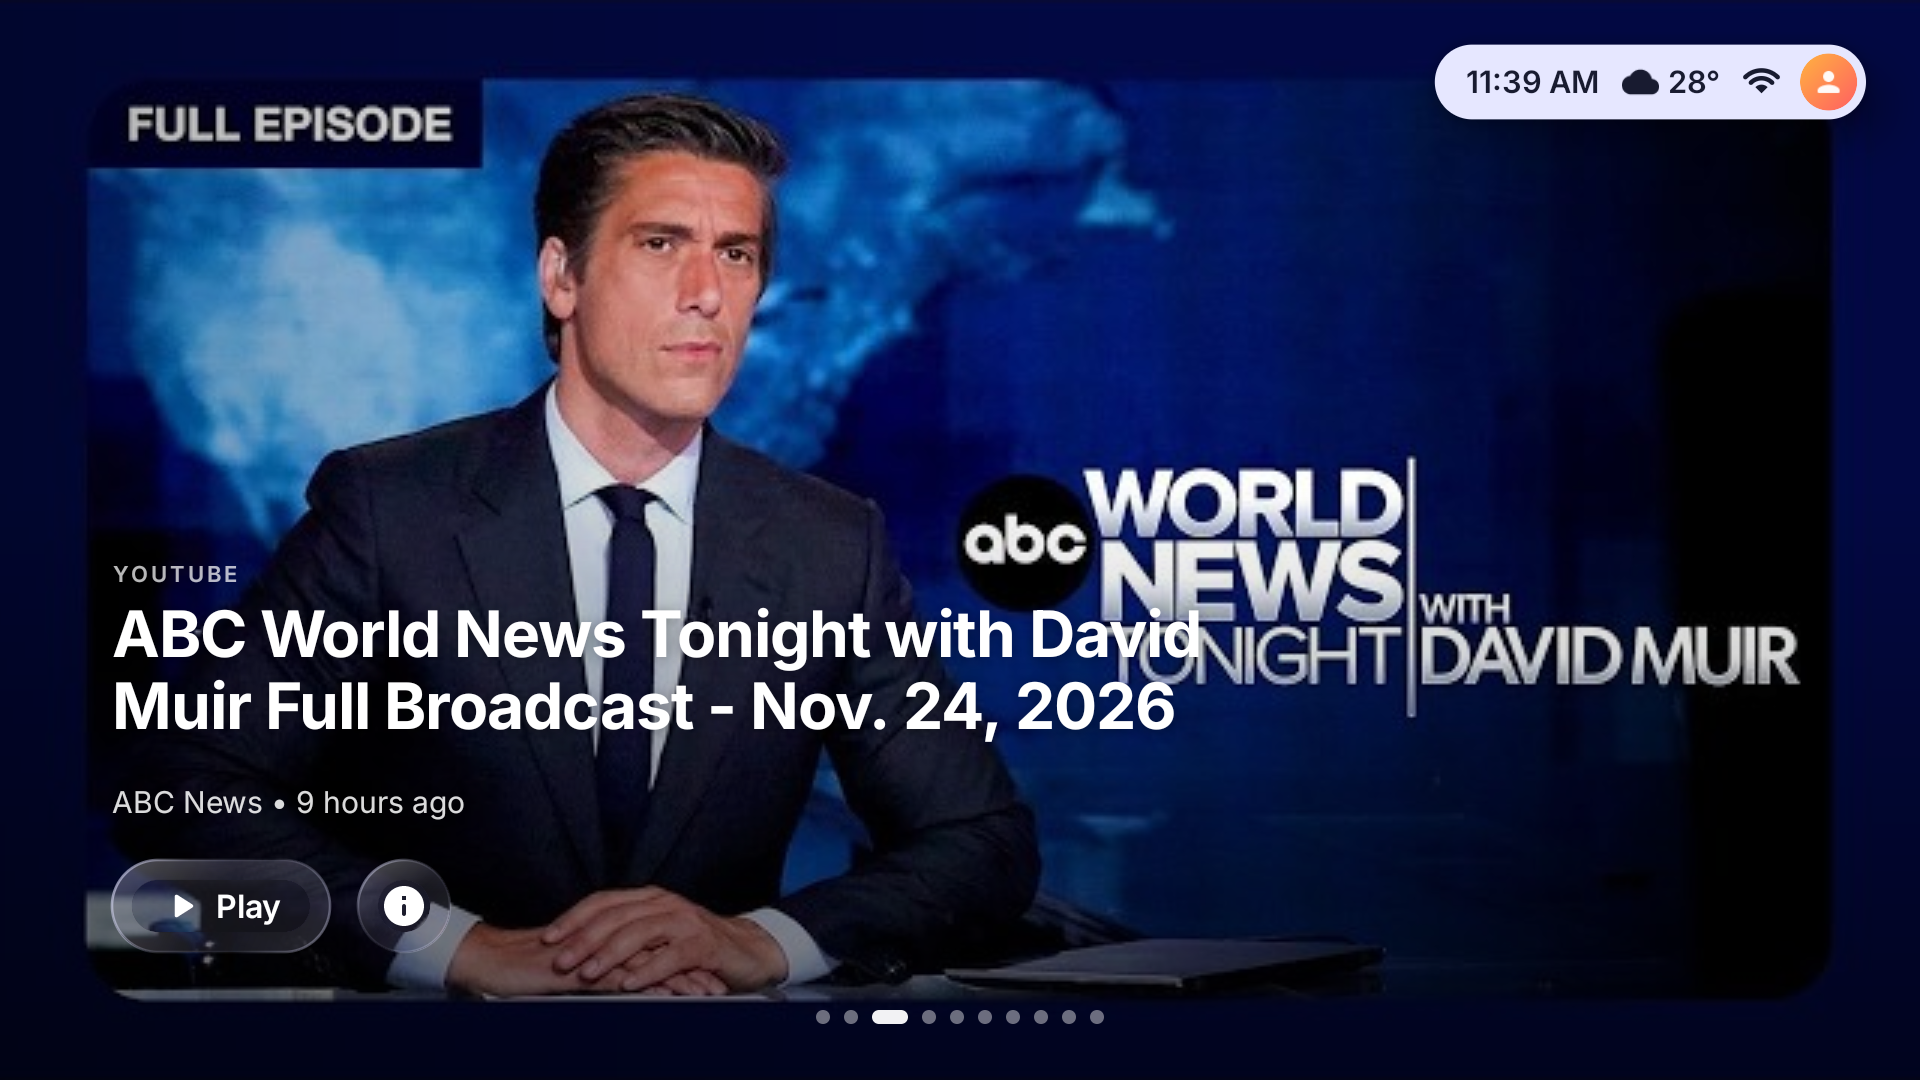 11:39 AM 28°
FULL EPISODE
abc WORLD
NEWS
WITH
TONIGHT DAVID MUIR
YOUTUBE
ABC World News Tonight with David
Muir Full Broadcast - Nov. 24, 2026
ABC News • 9 hours ago
Play